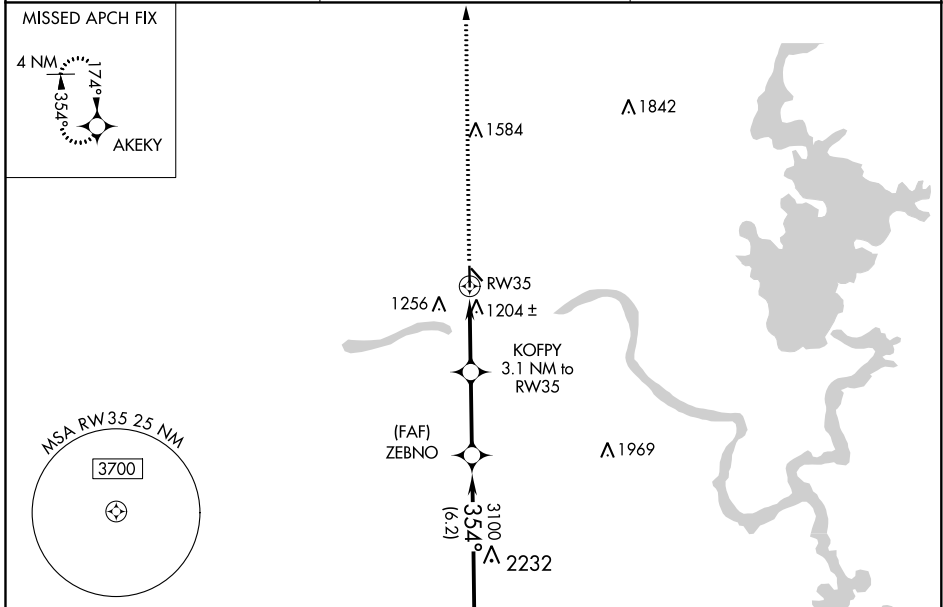 MISSED APCH FIX
4 NM
174°
354°
AKEKY
1842
1584
RW35
1256
1204 ±
KOFPY
3.1 NM to
RW35
(FAF)
ZEBNO
1969
MSA RW35 25 NM
3700
3100
354°
(6.2)
2232